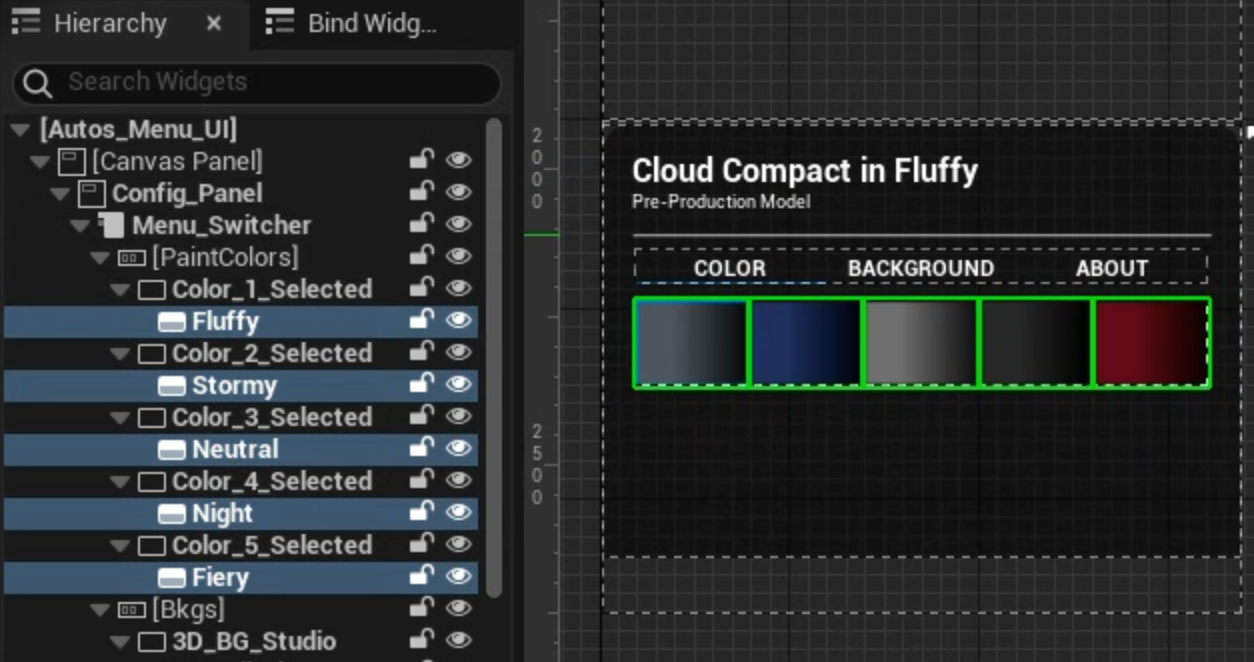 Hierarchy ×
Bind Widg...
Search Widgets
[Autos_Menu_UI]
[Canvas Panel]
Config_Panel
Menu_Switcher
[PaintColors]
Color_1_Selected
Fluffy
Color_2_Selected
Stormy
Color_3_Selected
Neutral
Color_4_Selected
Night
Color_5_Selected
Fiery
[Bkgs]
3D_BG_Studio
2000
2500
Cloud Compact in Fluffy
Pre-Production Model
COLOR BACKGROUND ABOUT